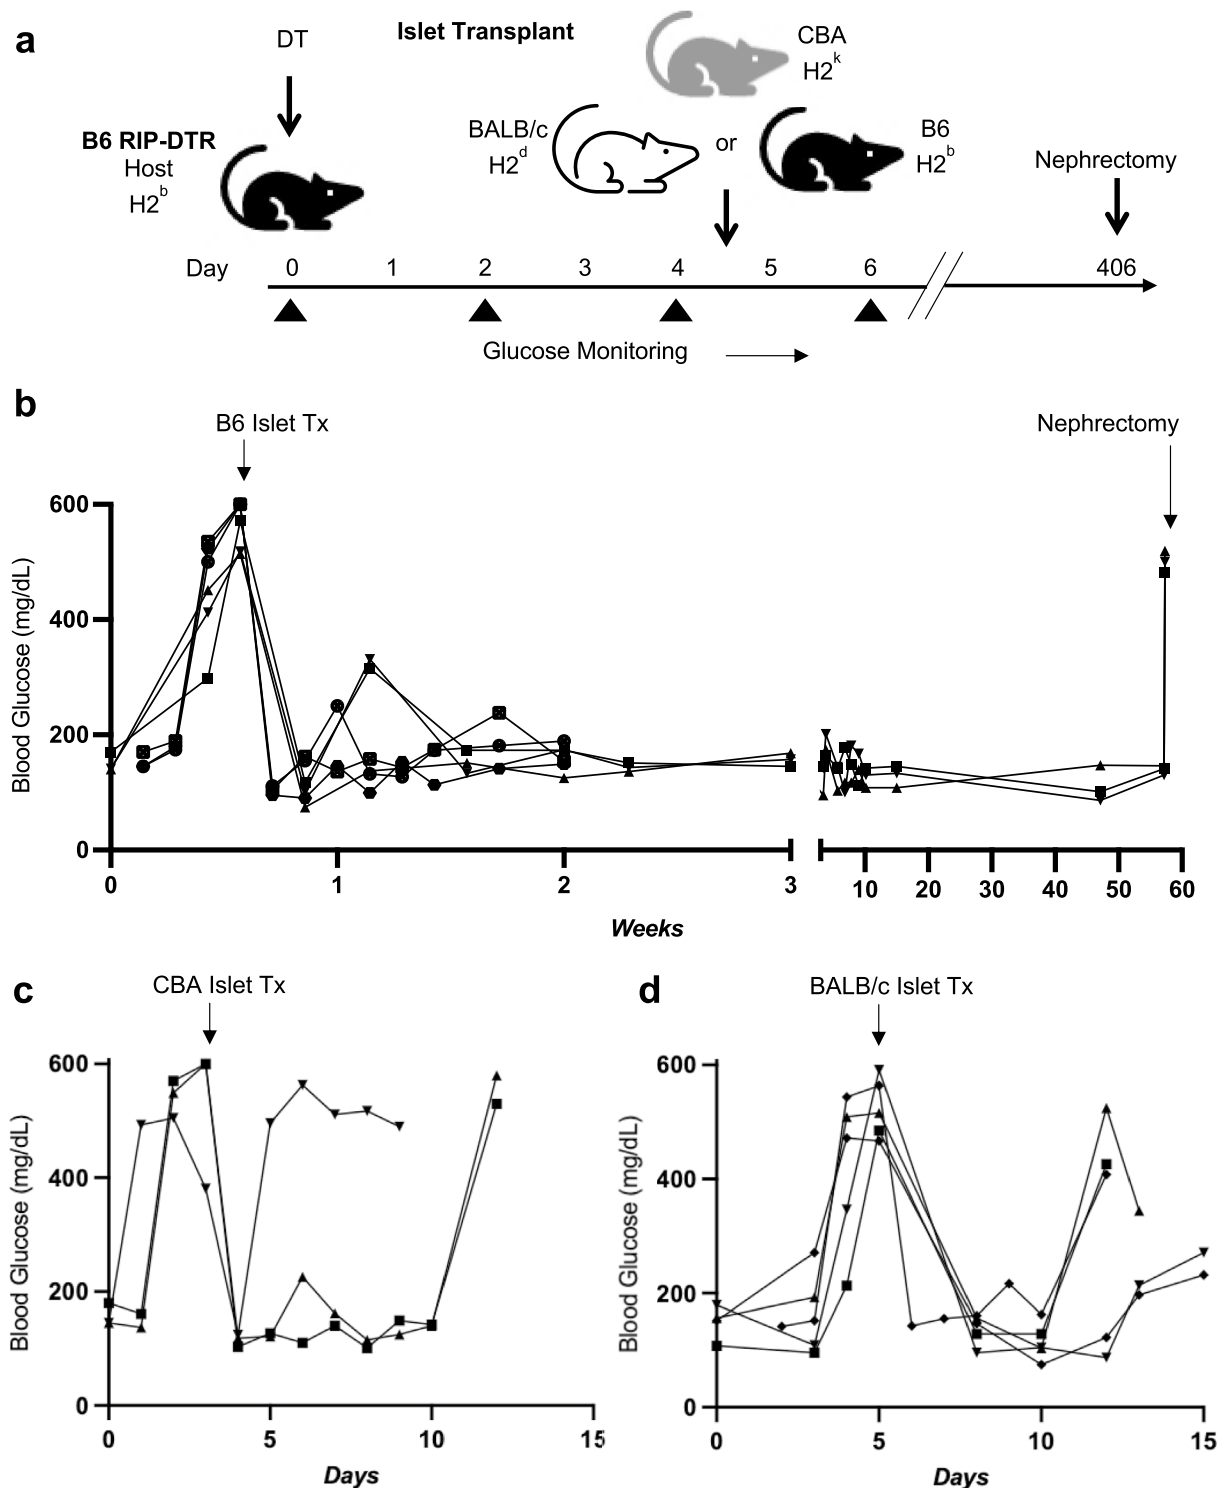 a
DT
Islet Transplant
CBA
H2k
B6 RIP-DTR
Host
H2b
BALB/c
H2d
or
B6
H2b
Nephrectomy
Day 0 1 2 3 4 5 6 406
Glucose Monitoring
b
B6 Islet Tx
Nephrectomy
Blood Glucose (mg/dL)
600
400
200
0
0 1 2 3 10 20 30 40 50 60
Weeks
c
CBA Islet Tx
Blood Glucose (mg/dL)
600
400
200
0
0 5 10 15
Days
d
BALB/c Islet Tx
Blood Glucose (mg/dL)
600
400
200
0
0 5 10 15
Days